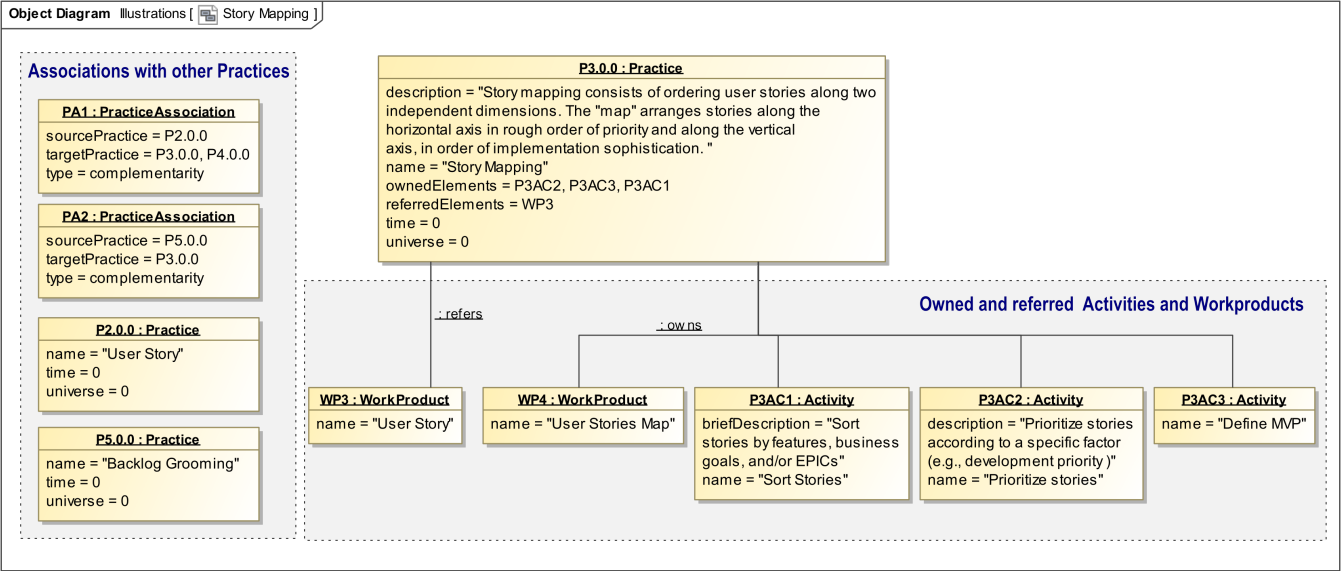 Object Diagram Illustrations [ Story Mapping ]
Associations with other Practices
PA1 : PracticeAssociation
sourcePractice = P2.0.0
targetPractice = P3.0.0, P4.0.0
type = complementarity
PA2 : PracticeAssociation
sourcePractice = P5.0.0
targetPractice = P3.0.0
type = complementarity
P2.0.0 : Practice
name = "User Story"
time = 0
universe = 0
P5.0.0 : Practice
name = "Backlog Grooming"
time = 0
universe = 0
P3.0.0 : Practice
description = "Story mapping consists of ordering user stories along two
independent dimensions. The "map" arranges stories along the
horizontal axis in rough order of priority and along the vertical
axis, in order of implementation sophistication. "
name = "Story Mapping"
ownedElements = P3AC2, P3AC3, P3AC1
referredElements = WP3
time = 0
universe = 0
Owned and referred Activities and Workproducts
: refers
: owns
WP3 : WorkProduct
name = "User Story"
WP4 : WorkProduct
name = "User Stories Map"
P3AC1 : Activity
briefDescription = "Sort
stories by features, business
goals, and/or EPICs"
name = "Sort Stories"
P3AC2 : Activity
description = "Prioritize stories
according to a specific factor
(e.g., development priority )"
name = "Prioritize stories"
P3AC3 : Activity
name = "Define MVP"